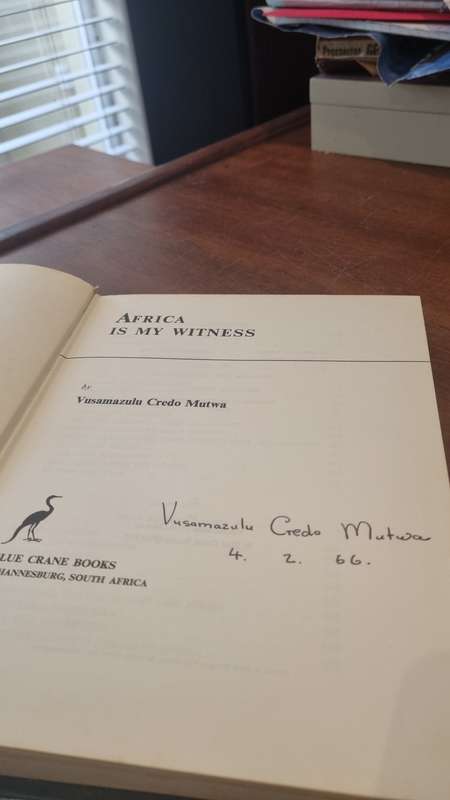 AFRICA
IS MY WITNESS
by
Vusamazulu Credo Mutwa
Vusamazulu Credo Mutwa
4. 2. 66.
LUE CRANE BOOKS
HANNESBURG, SOUTH AFRICA